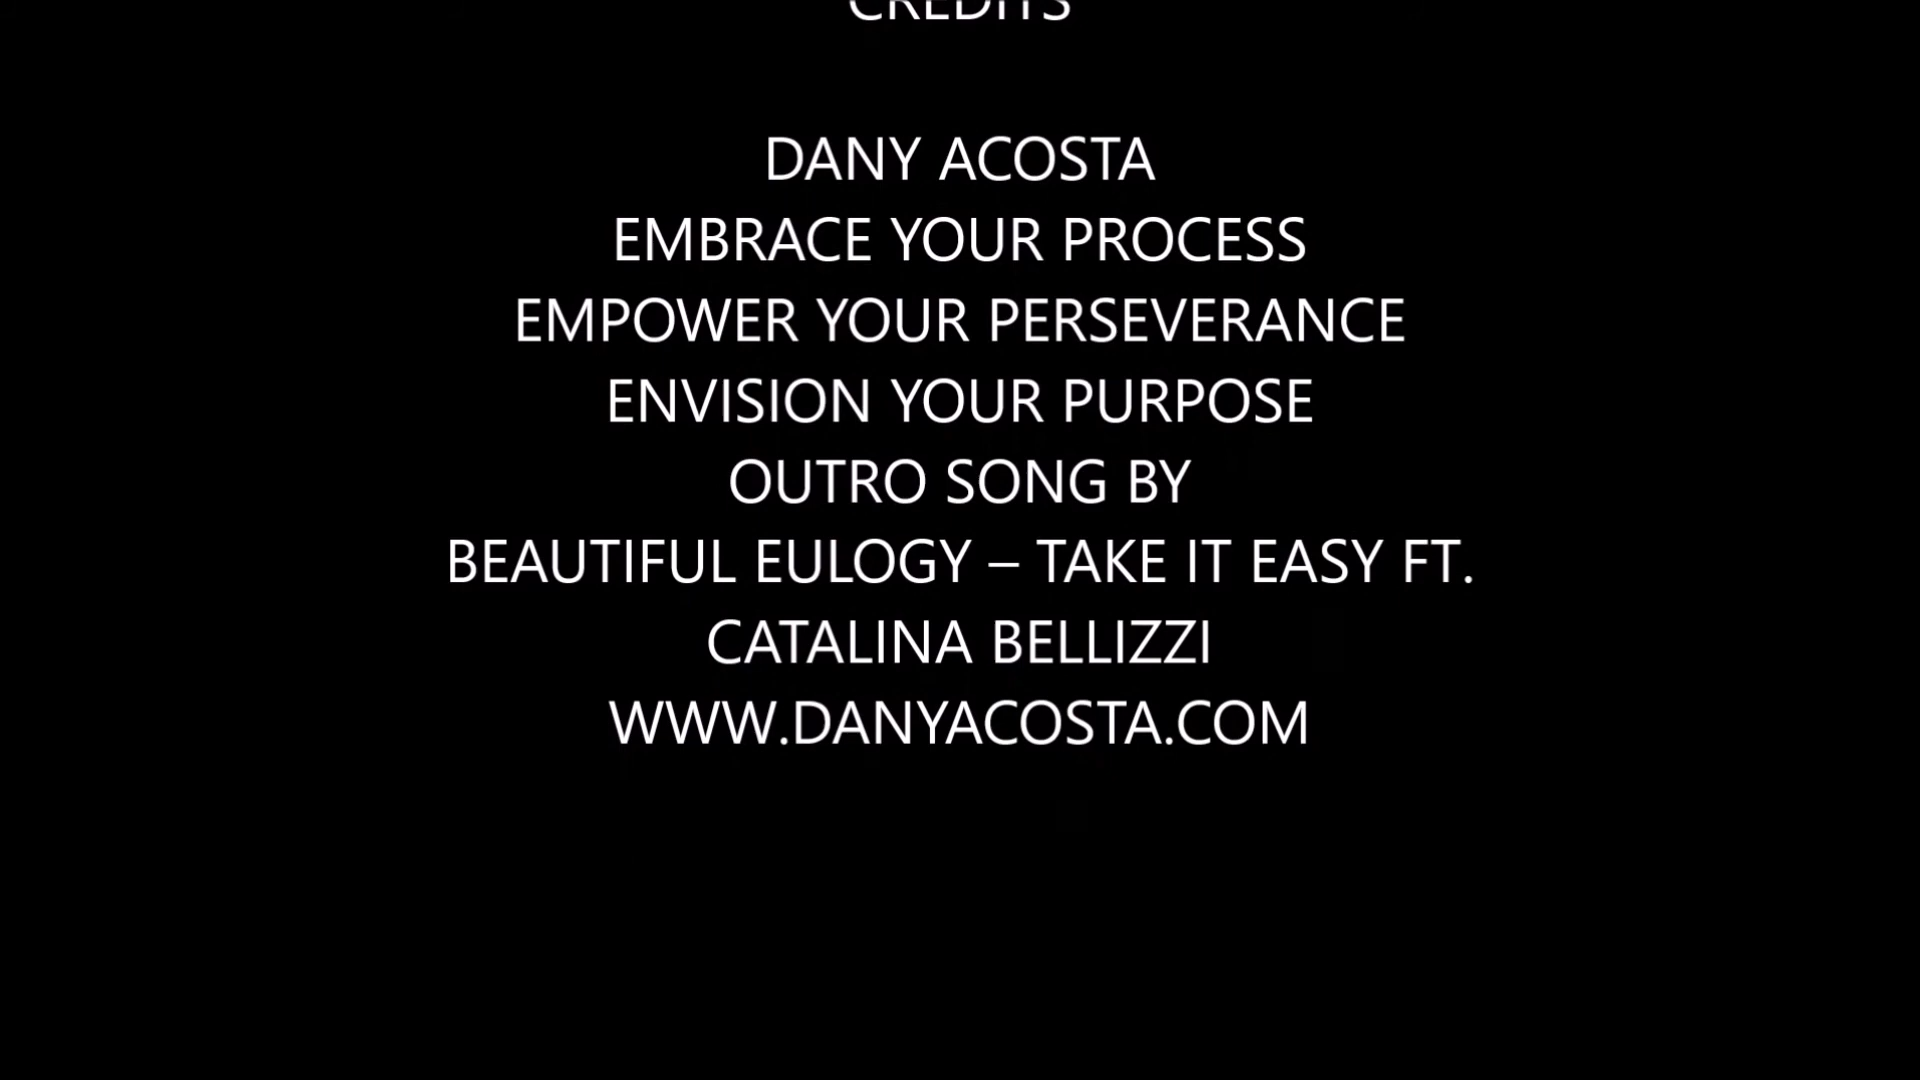 CREDITS
DANY ACOSTA
EMBRACE YOUR PROCESS
EMPOWER YOUR PERSEVERANCE
ENVISION YOUR PURPOSE
OUTRO SONG BY
BEAUTIFUL EULOGY – TAKE IT EASY FT.
CATALINA BELLIZZI
WWW.DANYACOSTA.COM